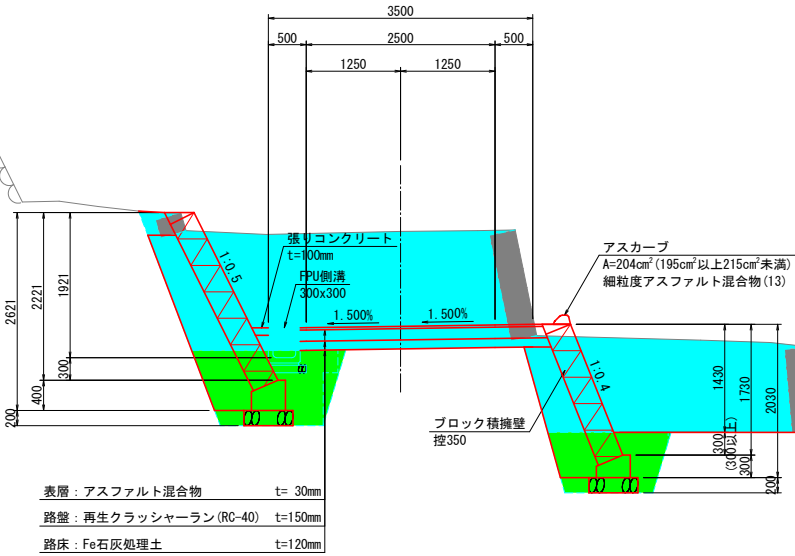 3500
500
2500
500
1250
1250
張りコンクリート
t=100mm
FPU側溝
300x300
1.500%
1.500%
アスカーブ
A=204cm²(195cm²以上215cm²未満)
細粒度アスファルト混合物(13)
1:0.5
1:0.4
2621
2221
1921
300
400
200
1430
1730
2030
300
(300以上)
300
200
ブロック積擁壁
控350
表層：アスファルト混合物 t= 30mm
路盤：再生クラッシャーラン(RC-40) t=150mm
路床：Fe石灰処理土 t=120mm